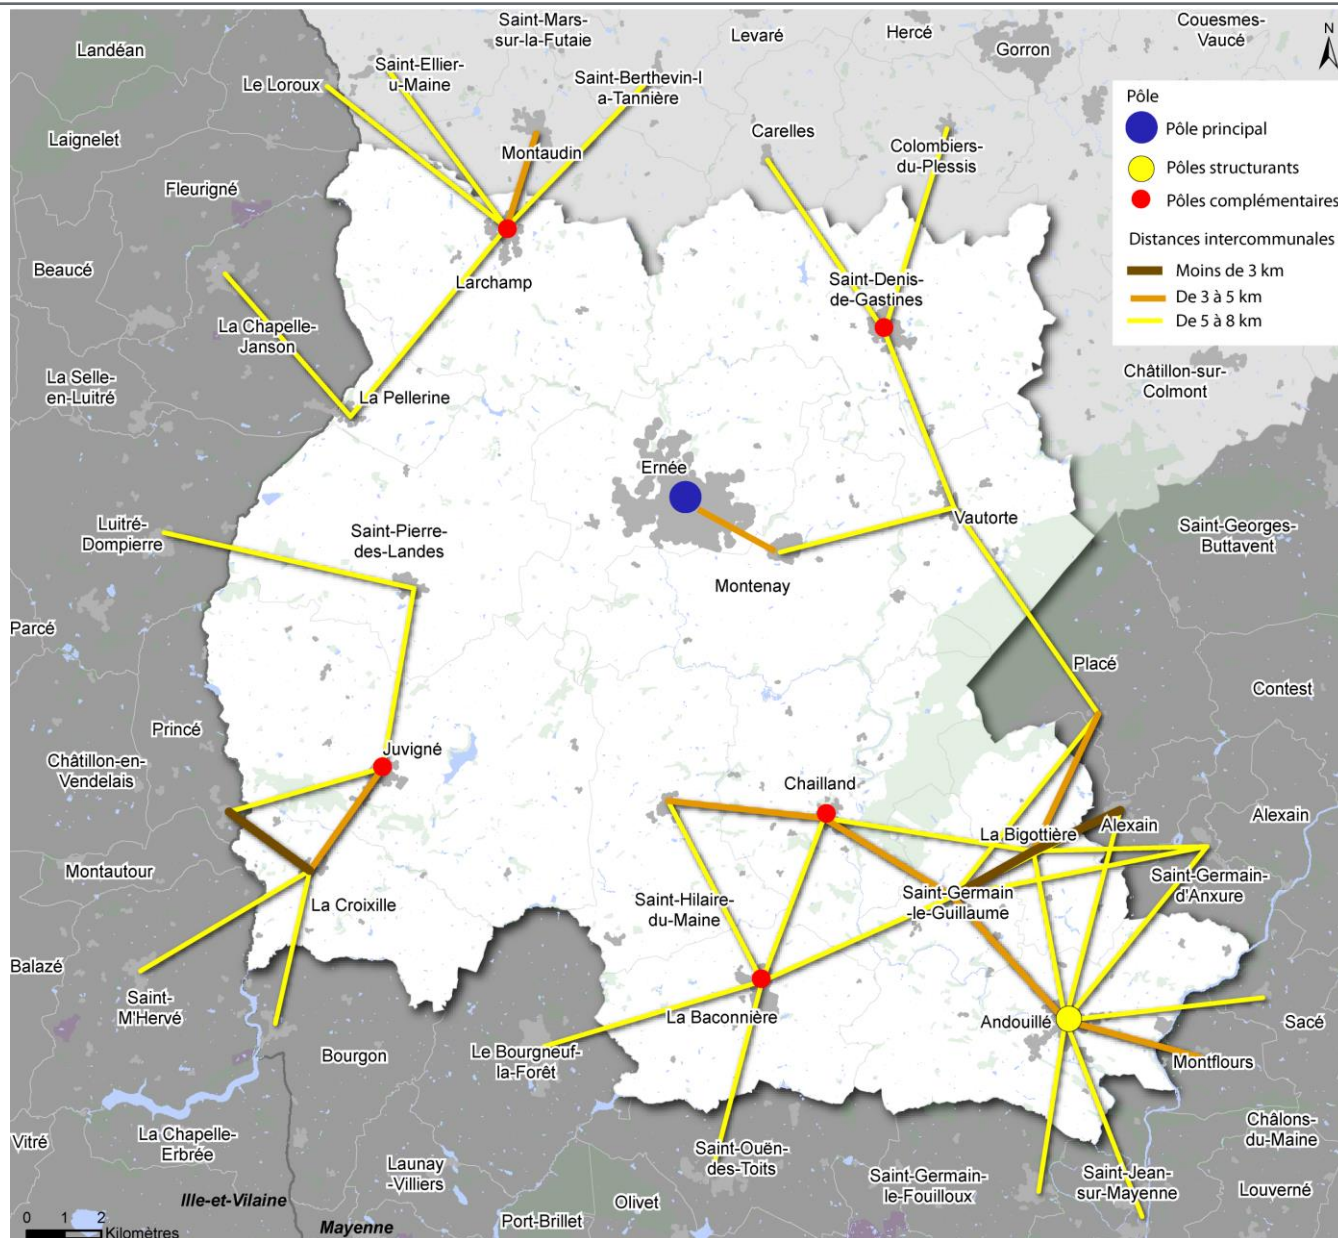 Saint-Mars-
sur-la-Futaie
Levaré
Hercé
Couesmes-
Vaucé
Landéan
Gorron
N
Saint-Ellier-
u-Maine
Le Loroux
Saint-Berthevin-l
a-Tannière
Pôle
Pôle principal
Pôles structurants
Pôles complémentaires
Distances intercommunales
Moins de 3 km
De 3 à 5 km
De 5 à 8 km
Laignelet
Montaudin
Carelles
Colombiers-
du-Plessis
Fleurigné
Beaucé
Larchamp
Saint-Denis-
de-Gastines
La Chapelle-
Janson
La Selle-
en-Luitré
La Pellerine
Châtillon-sur-
Colmont
Ernée
Luitré-
Dompierre
Saint-Pierre-
des-Landes
Vautorte
Saint-Georges-
Buttavent
Montenay
Parcé
Placé
Contest
Princé
Juvigné
Châtillon-en-
Vendelais
Chailland
La Bigottière
Alexain
Alexain
Montautour
La Croixille
Saint-Hilaire-
du-Maine
Saint-Germain
-le-Guillaume
Saint-Germain-
d'Anxure
Balazé
Saint-
M'Hervé
La Baconnière
Andouillé
Sacé
Bourgon
Le Bourgneuf-
la-Forêt
Montflours
Vitré
La Chapelle-
Erbrée
Châlons-
du-Maine
Launay
-Villiers
Saint-Ouën-
des-Toits
Saint-Germain-
le-Fouilloux
Saint-Jean-
sur-Mayenne
Louverné
Ille-et-Vilaine
Olivet
Port-Brillet
Mayenne
0 1 2
Kilomètres